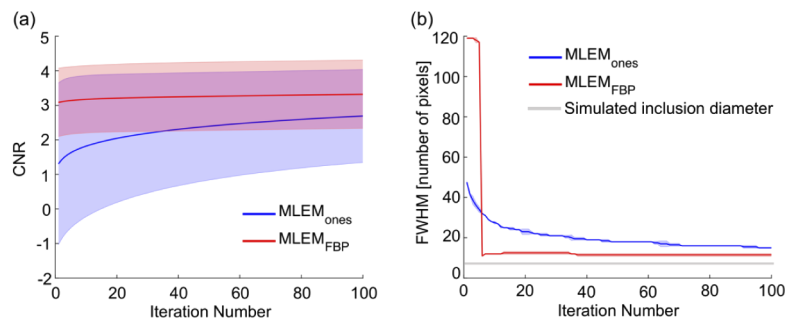 (a)
5
4
3
2
1
0
-1
-2
CNR
0 20 40 60 80 100
Iteration Number
MLEMones
MLEMFBP
(b)
120
100
80
60
40
20
0
FWHM [number of pixels]
0 20 40 60 80 100
Iteration Number
MLEMones
MLEMFBP
Simulated inclusion diameter